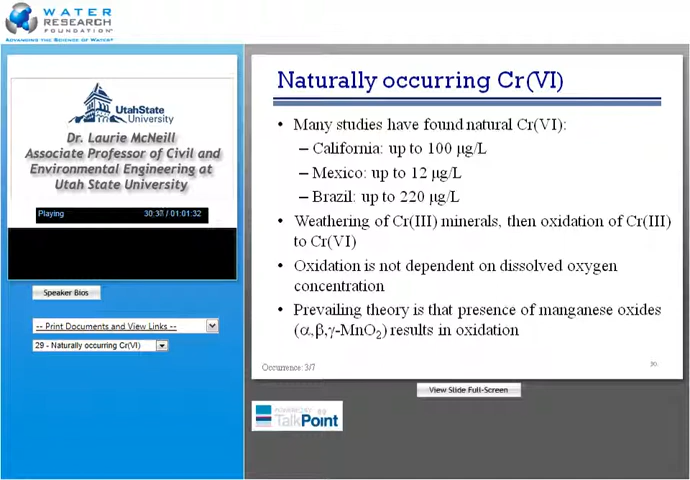 WATER
RESEARCH
FOUNDATION
ADVANCING THE SCIENCE OF WATER
UtahState
University
Dr. Laurie McNeill
Associate Professor of Civil and
Environmental Engineering at
Utah State University
Playing 30:37 / 01:01:32
Speaker Bios
-- Print Documents and View Links --
29 - Naturally occurring Cr(VI)
Naturally occurring Cr(VI)
• Many studies have found natural Cr(VI):
– California: up to 100 µg/L
– Mexico: up to 12 µg/L
– Brazil: up to 220 µg/L
• Weathering of Cr(III) minerals, then oxidation of Cr(III)
to Cr(VI)
• Oxidation is not dependent on dissolved oxygen
concentration
• Prevailing theory is that presence of manganese oxides
(α,β,γ-MnO₂) results in oxidation
Occurrence: 3/7
View Slide Full-Screen
POWERED BY
TalkPoint